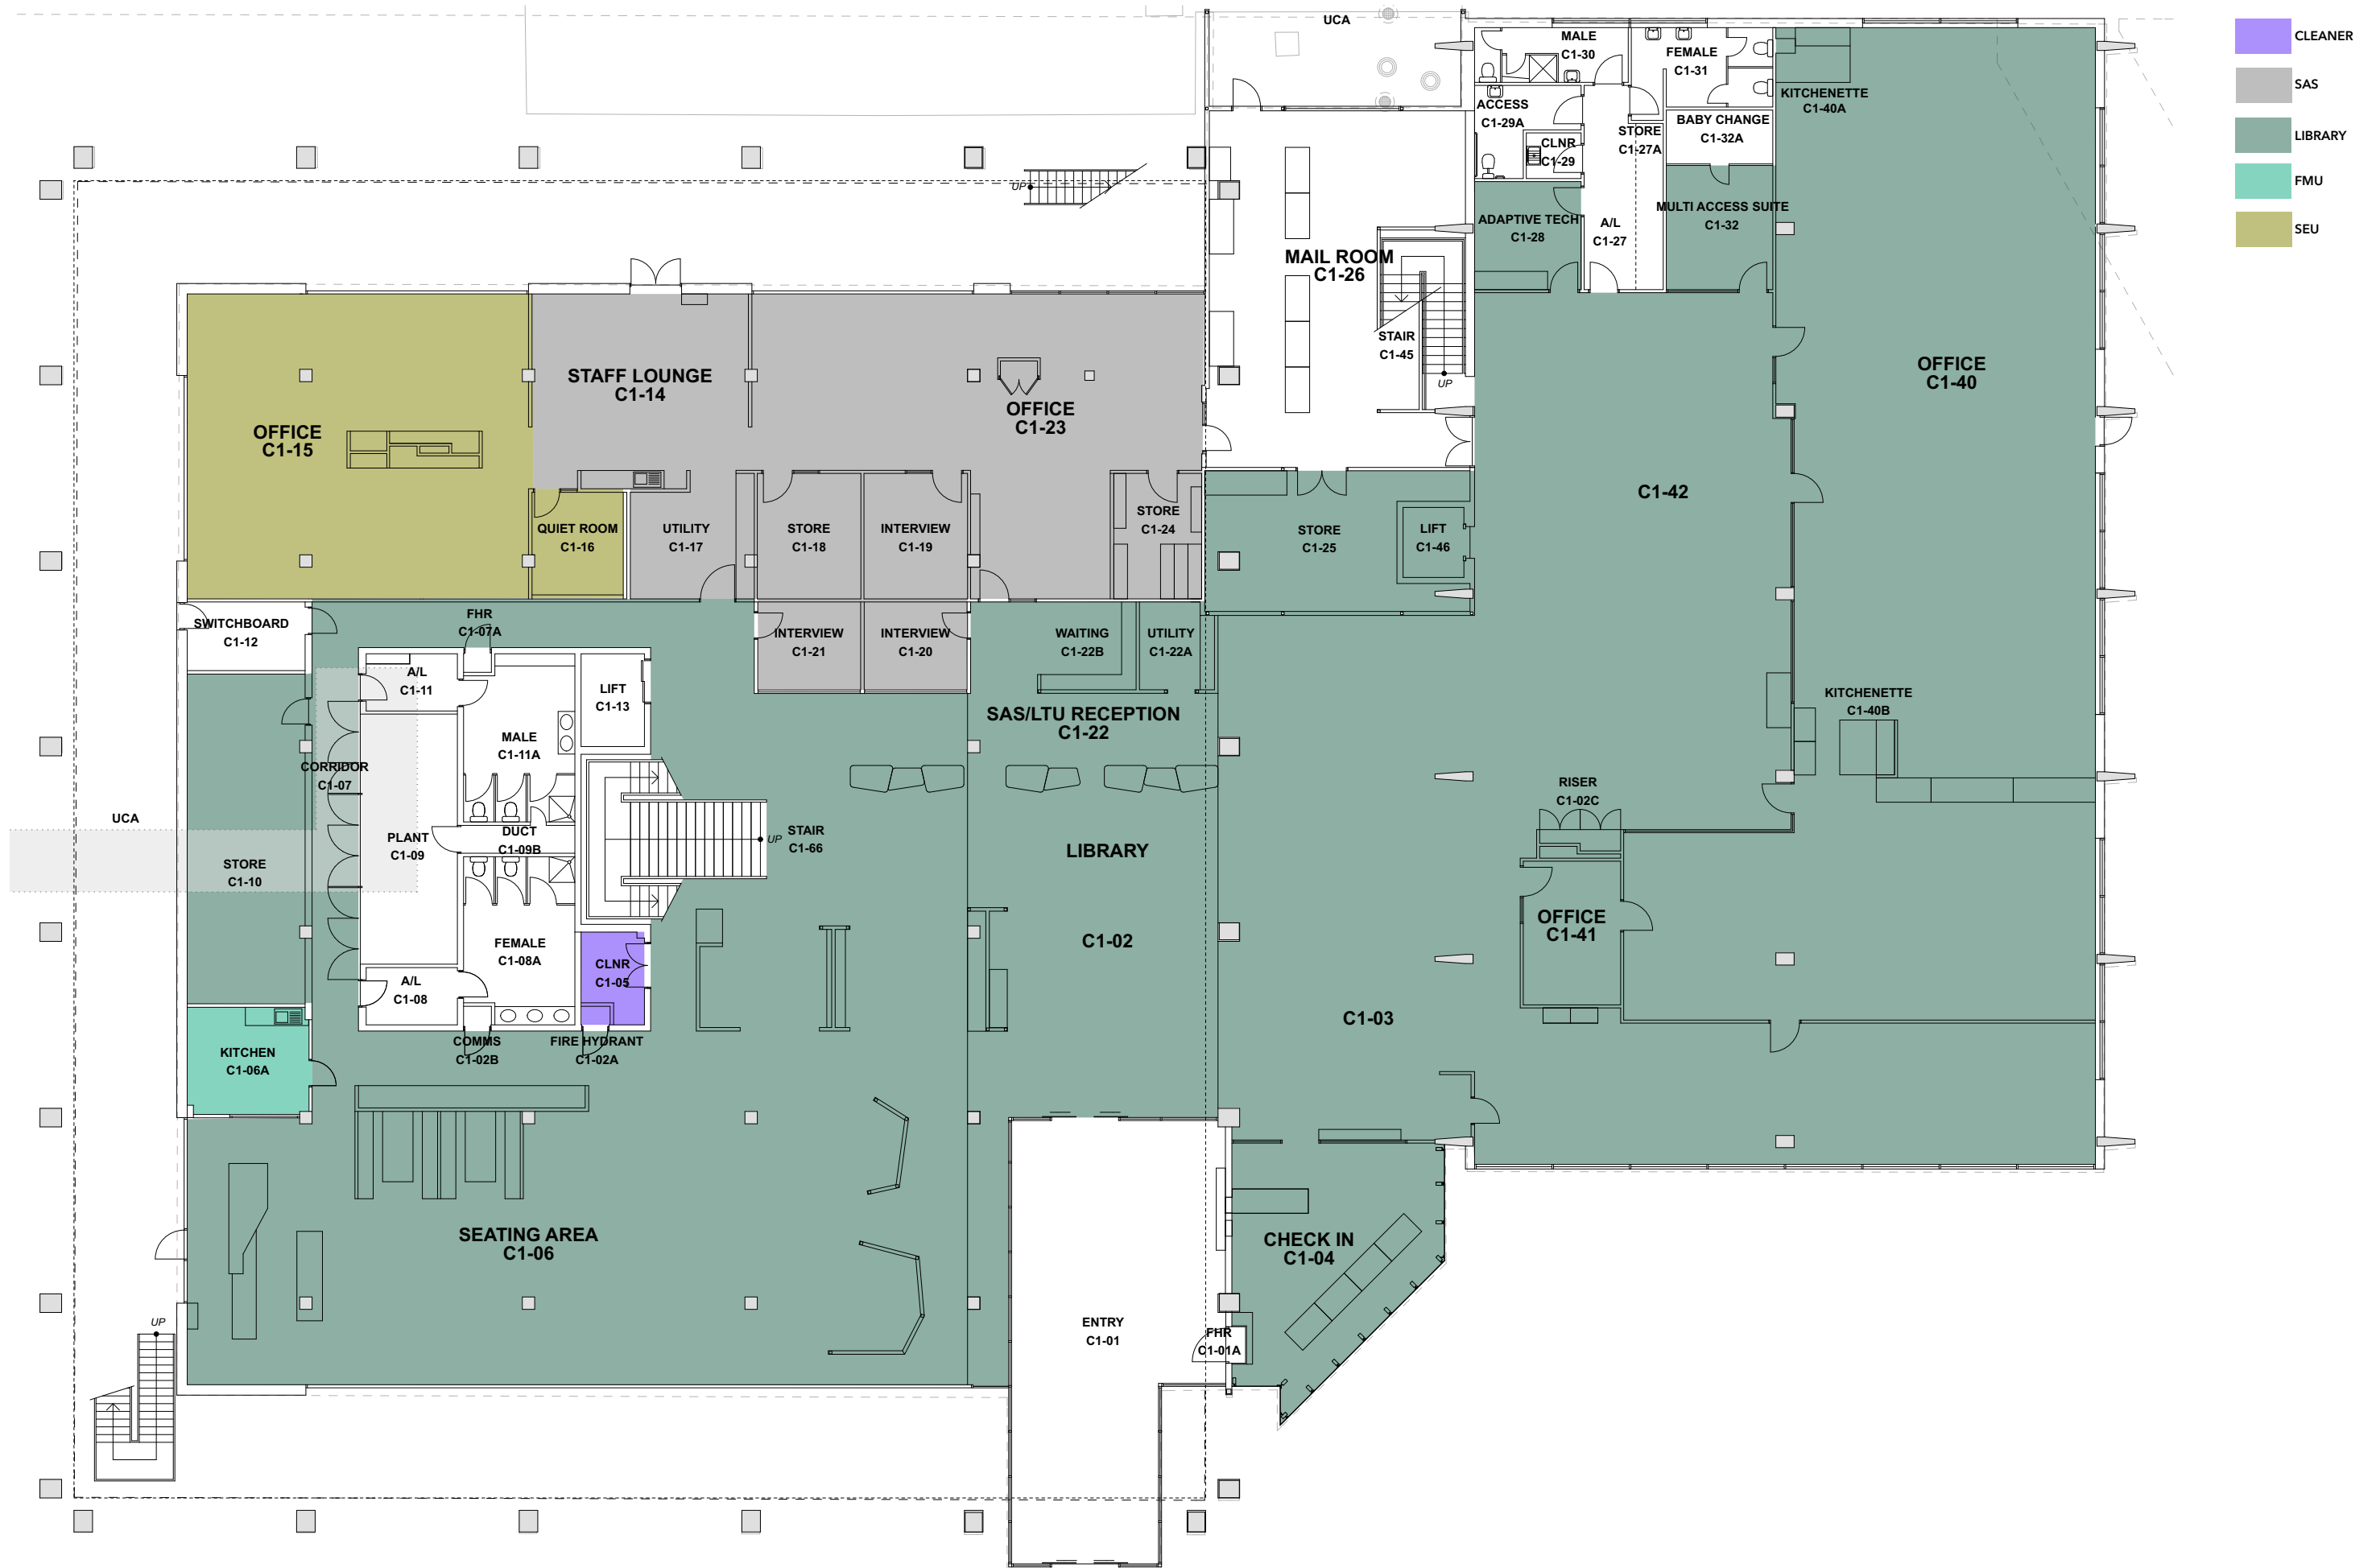 UCA
CLEANER
SAS
LIBRARY
FMU
SEU
MALE
C1-30
FEMALE
C1-31
KITCHENETTE
C1-40A
ACCESS
C1-29A
CLNR
C1-29
STORE
C1-27A
BABY CHANGE
C1-32A
UP
ADAPTIVE TECH
C1-28
A/L
C1-27
MULTI ACCESS SUITE
C1-32
MAIL ROOM
C1-26
STAIR
C1-45
UP
OFFICE
C1-40
STAFF LOUNGE
C1-14
OFFICE
C1-23
OFFICE
C1-15
C1-42
QUIET ROOM
C1-16
UTILITY
C1-17
STORE
C1-18
INTERVIEW
C1-19
STORE
C1-24
STORE
C1-25
LIFT
C1-46
SWITCHBOARD
C1-12
FHR
C1-07A
INTERVIEW
C1-21
INTERVIEW
C1-20
WAITING
C1-22B
UTILITY
C1-22A
A/L
C1-11
LIFT
C1-13
KITCHENETTE
C1-40B
SAS/LTU RECEPTION
C1-22
MALE
C1-11A
CORRIDOR
C1-07
RISER
C1-02C
UCA
PLANT
C1-09
DUCT
C1-09B
UP
STAIR
C1-66
LIBRARY
STORE
C1-10
OFFICE
C1-41
C1-02
FEMALE
C1-08A
CLNR
C1-05
A/L
C1-08
C1-03
COMMS
C1-02B
FIRE HYDRANT
C1-02A
KITCHEN
C1-06A
SEATING AREA
C1-06
CHECK IN
C1-04
UP
ENTRY
C1-01
FHR
C1-01A